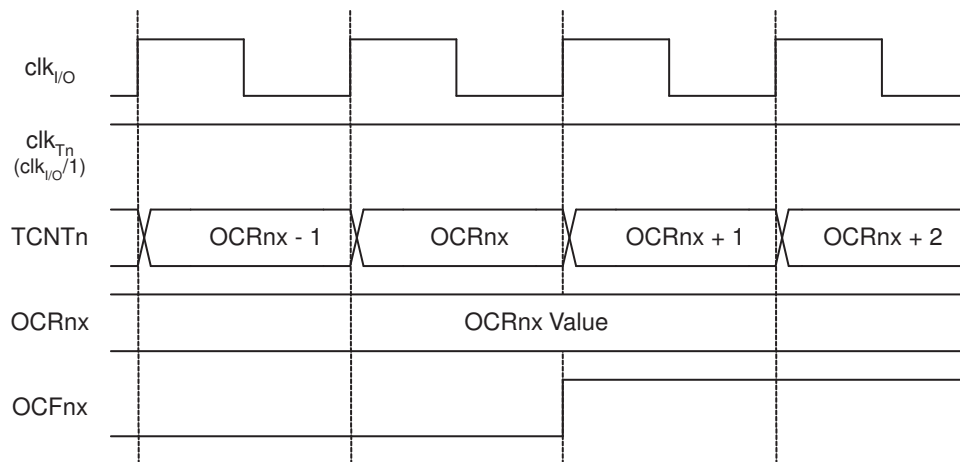 clkI/O
clkTn
(clkI/O/1)
TCNTn OCRnx - 1 OCRnx OCRnx + 1 OCRnx + 2
OCRnx OCRnx Value
OCFnx